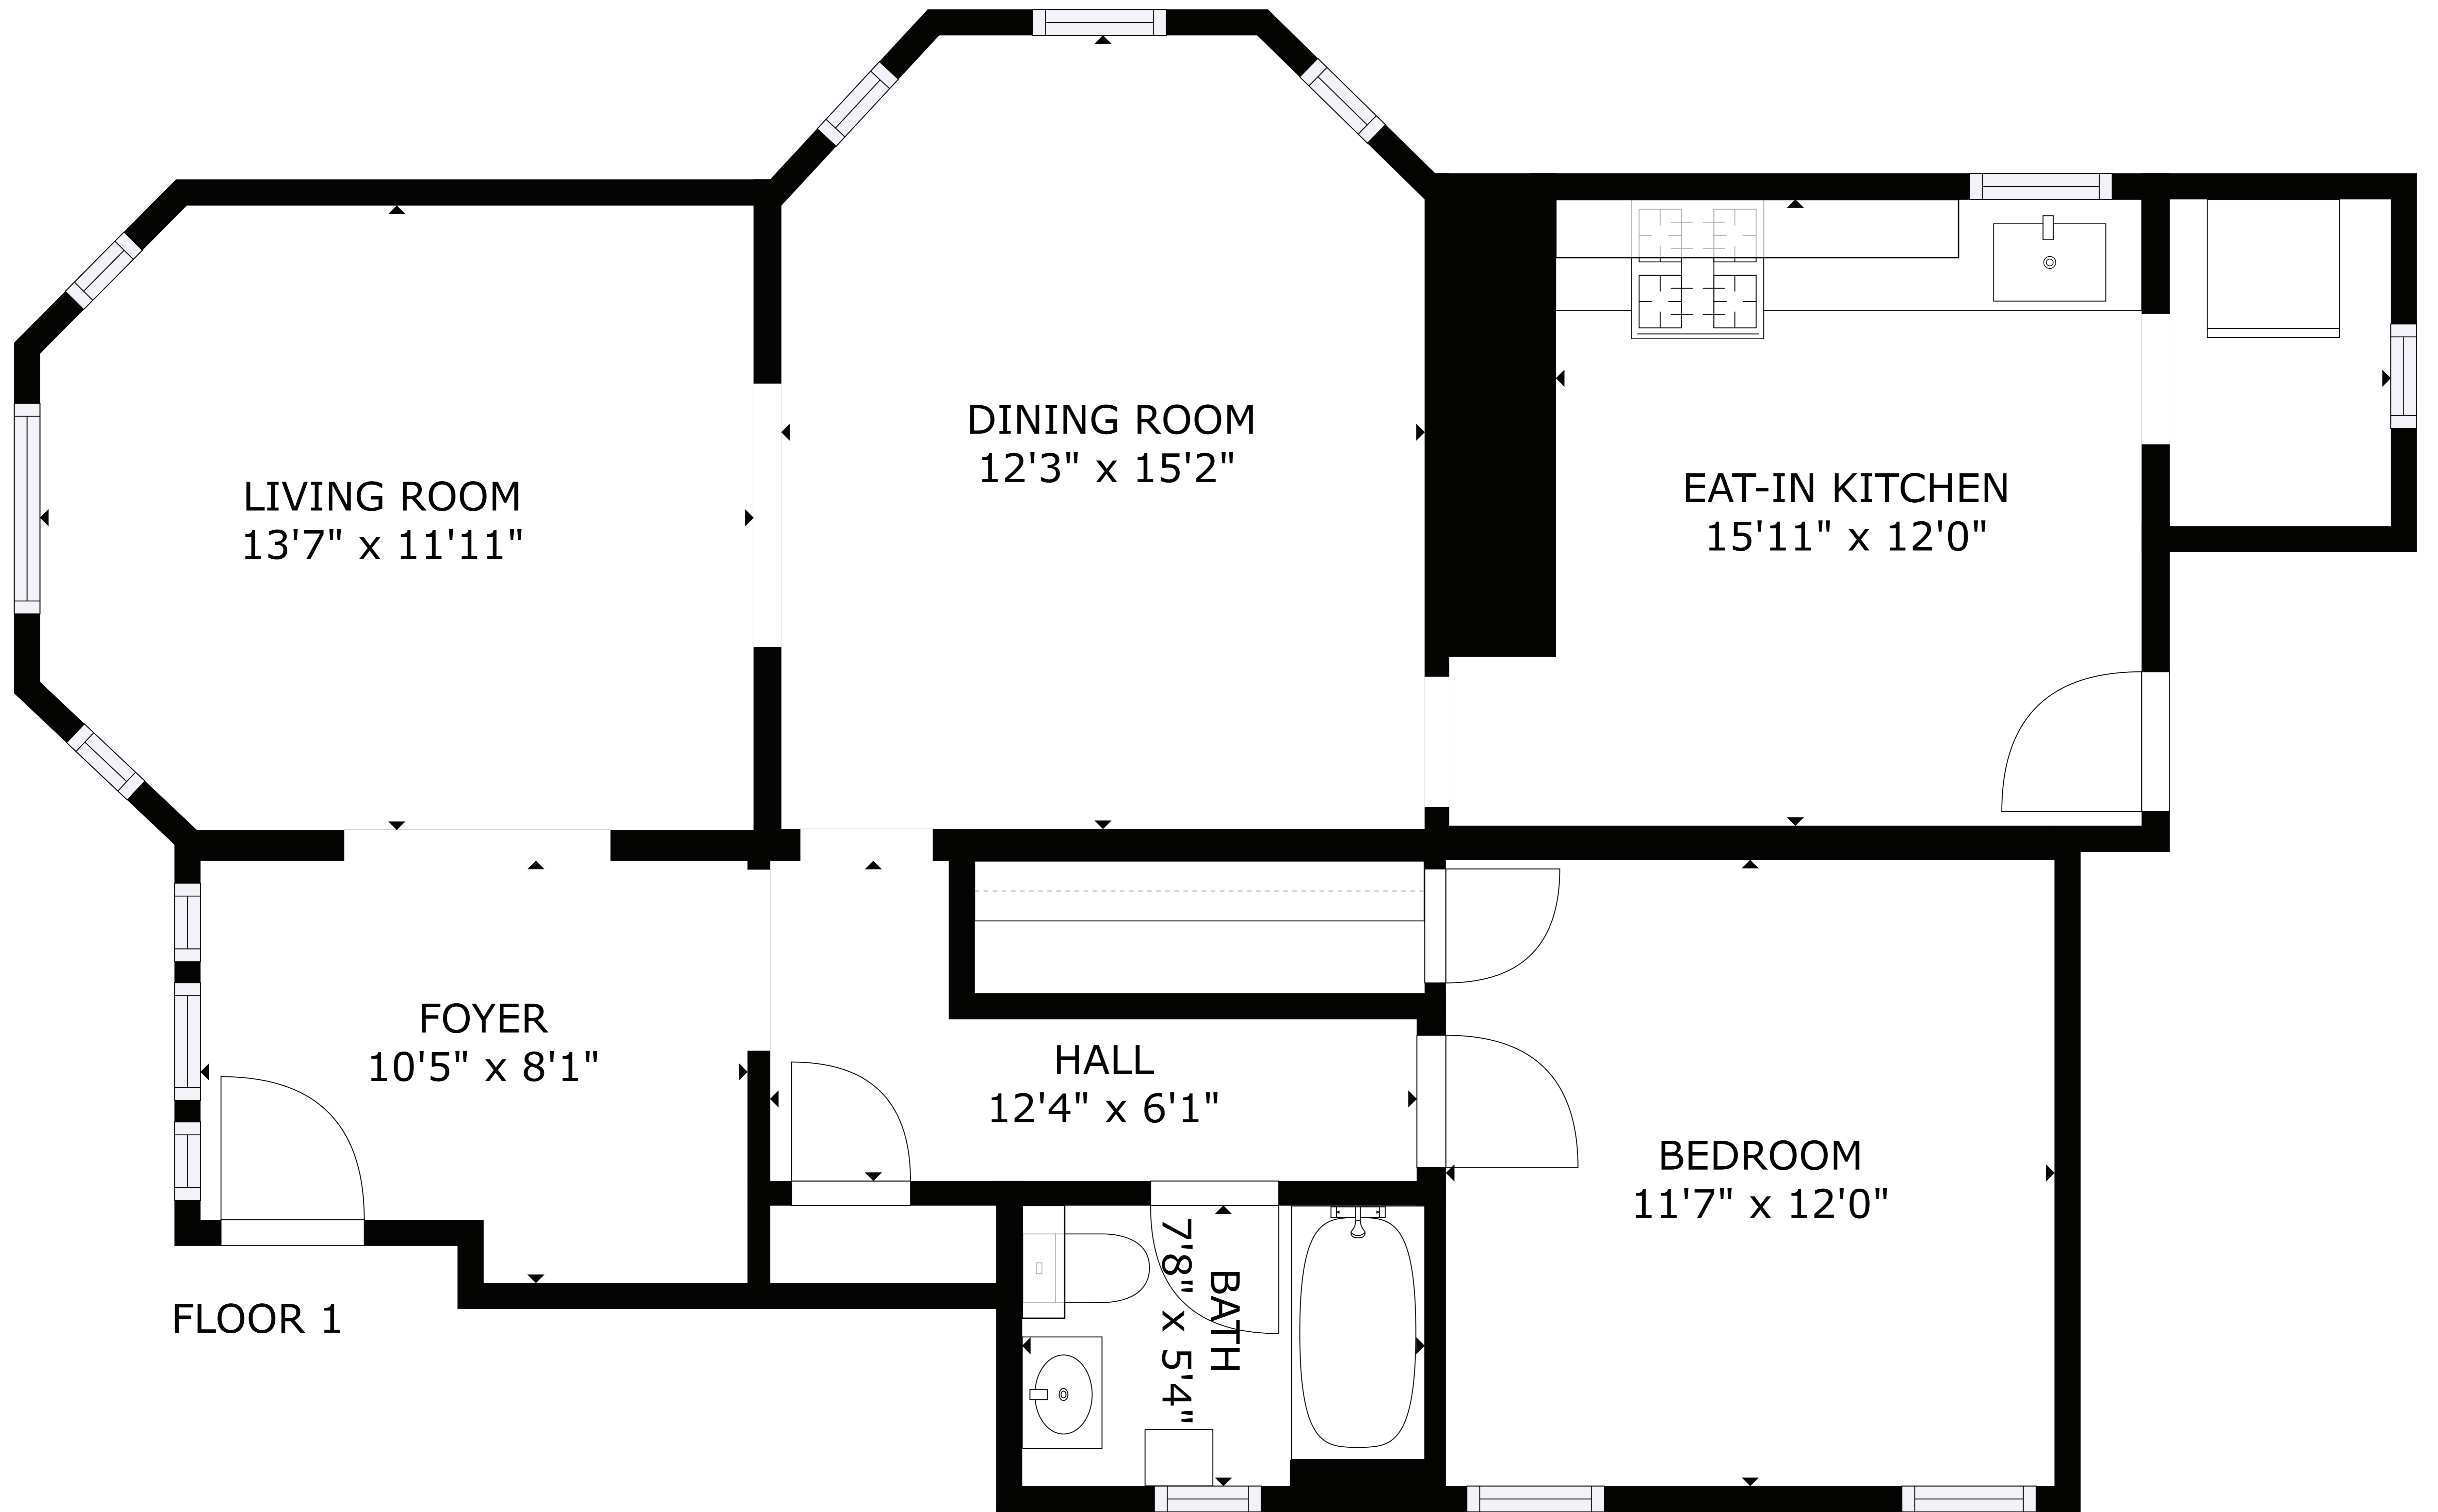 DINING ROOM
12'3" x 15'2"
LIVING ROOM
13'7" x 11'11"
EAT-IN KITCHEN
15'11" x 12'0"
FOYER
10'5" x 8'1"
HALL
12'4" x 6'1"
BEDROOM
11'7" x 12'0"
BATH
7'8" x 5'4"
FLOOR 1